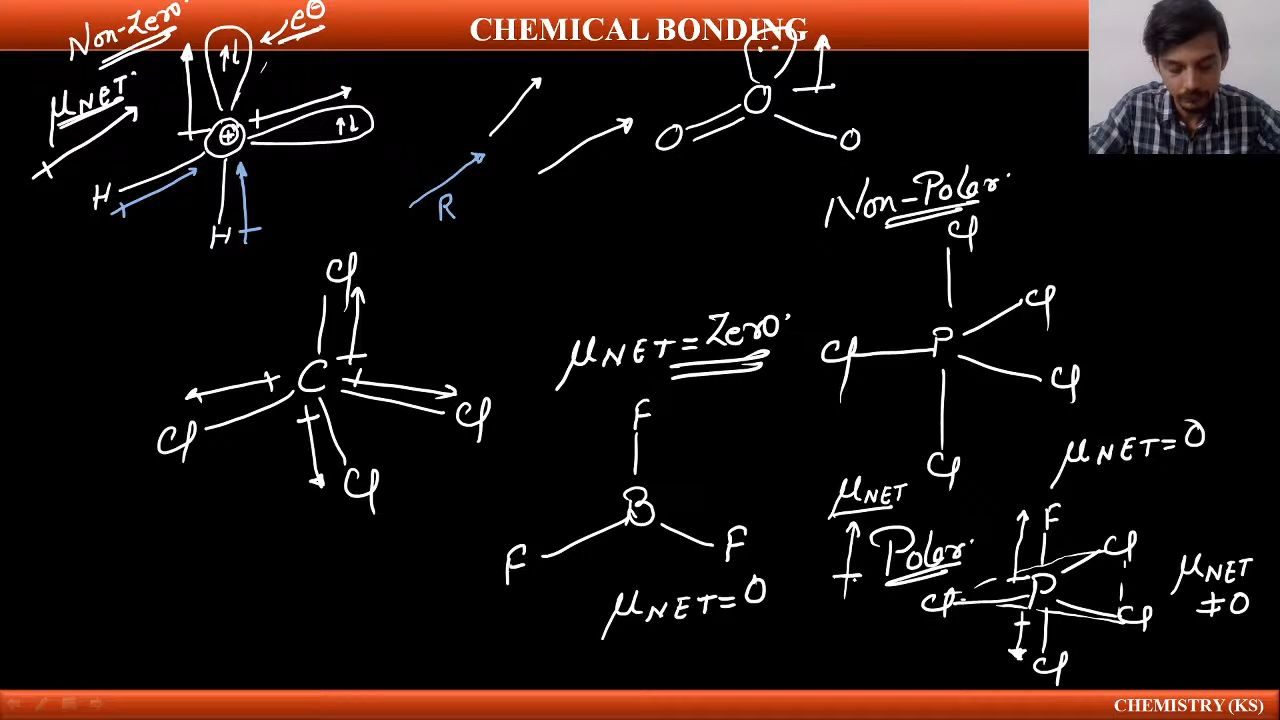 CHEMICAL BONDING
Non-Zero
μNET
e⊖
⊕
H
H
R
O
O
O
Non-Polar
Cl
C
Cl
Cl
Cl
μNET = Zero
F
B
F
F
μNET = 0
Cl
Cl
Cl
P
Cl
Cl
μNET = 0
μNET
Polar
F
Cl
P
Cl
Cl
Cl
μNET
≠0
CHEMISTRY (KS)